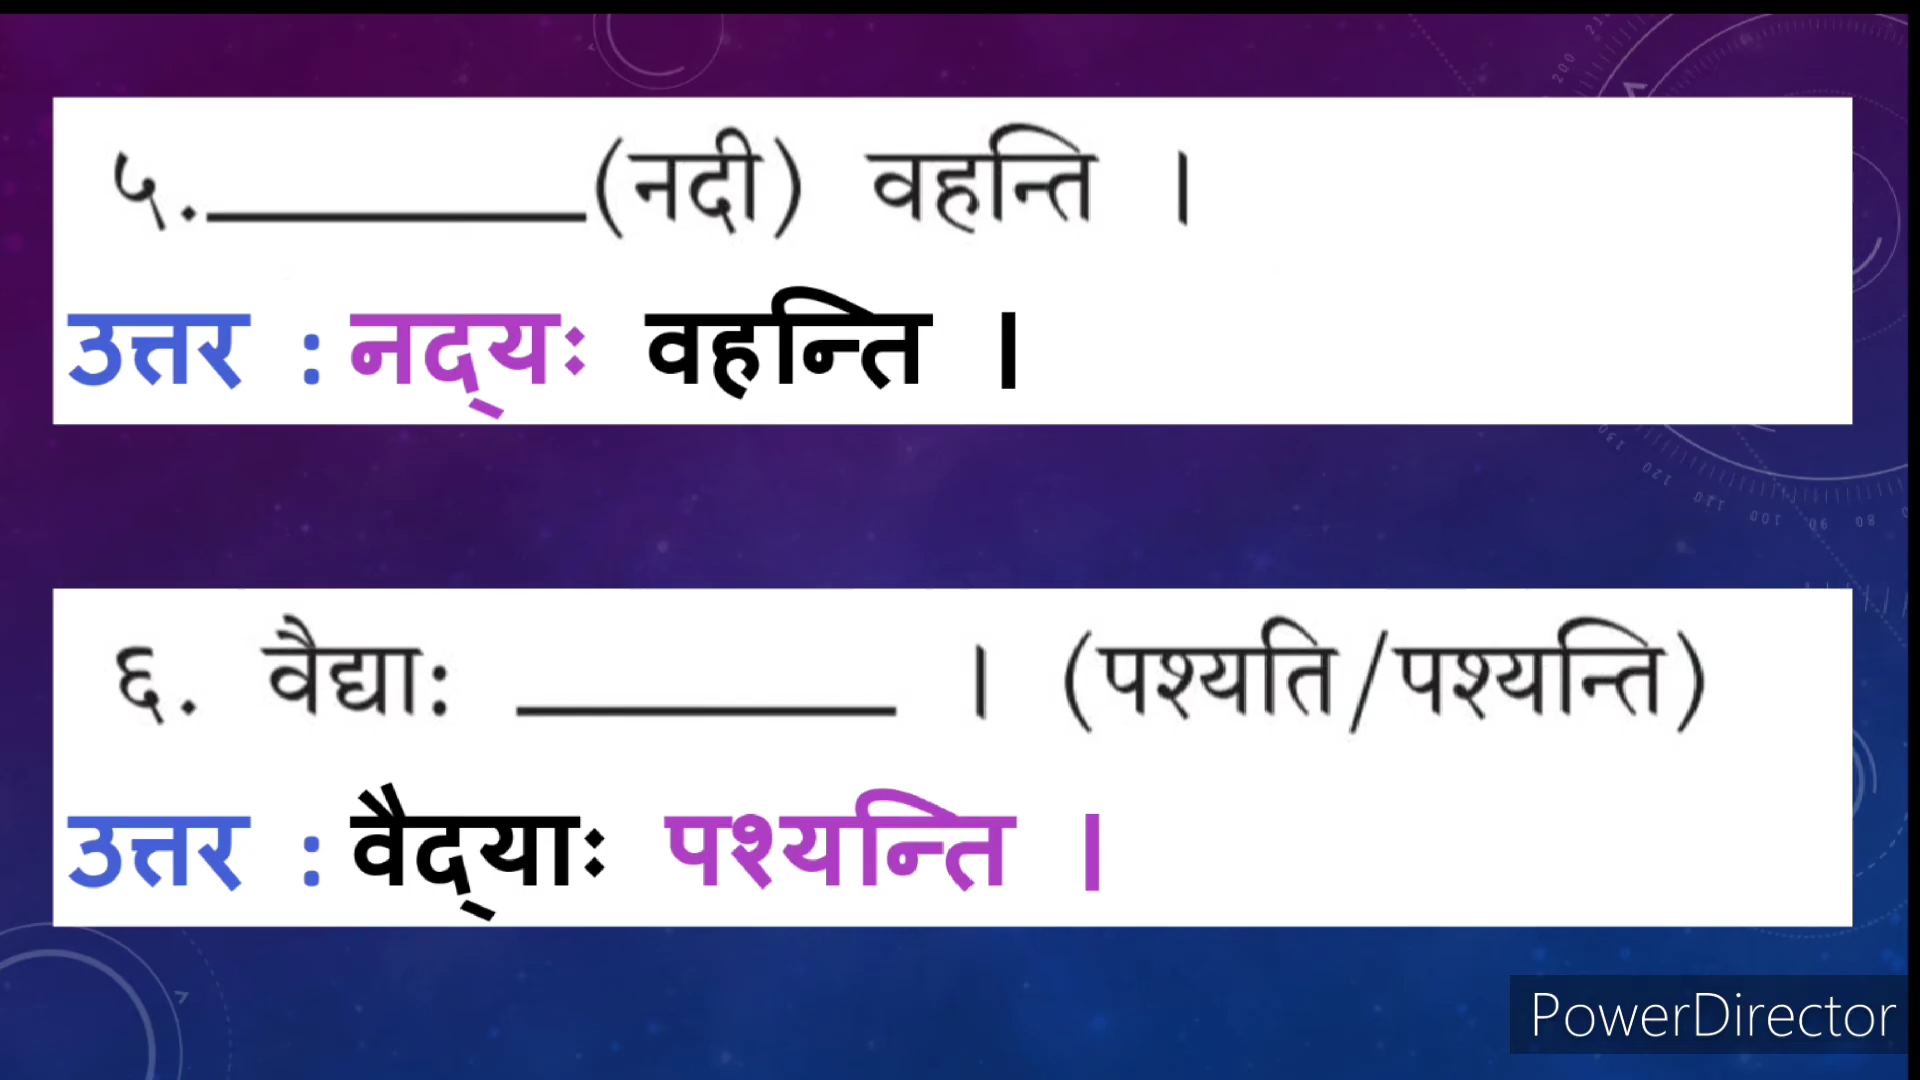 ५. ________ (नदी) वहन्ति ।
उत्तर : नद्‌यः वहन्ति ।
६. वैद्याः ________ । (पश्यति/पश्यन्ति)
उत्तर : वैद्‌याः पश्यन्ति ।
PowerDirector